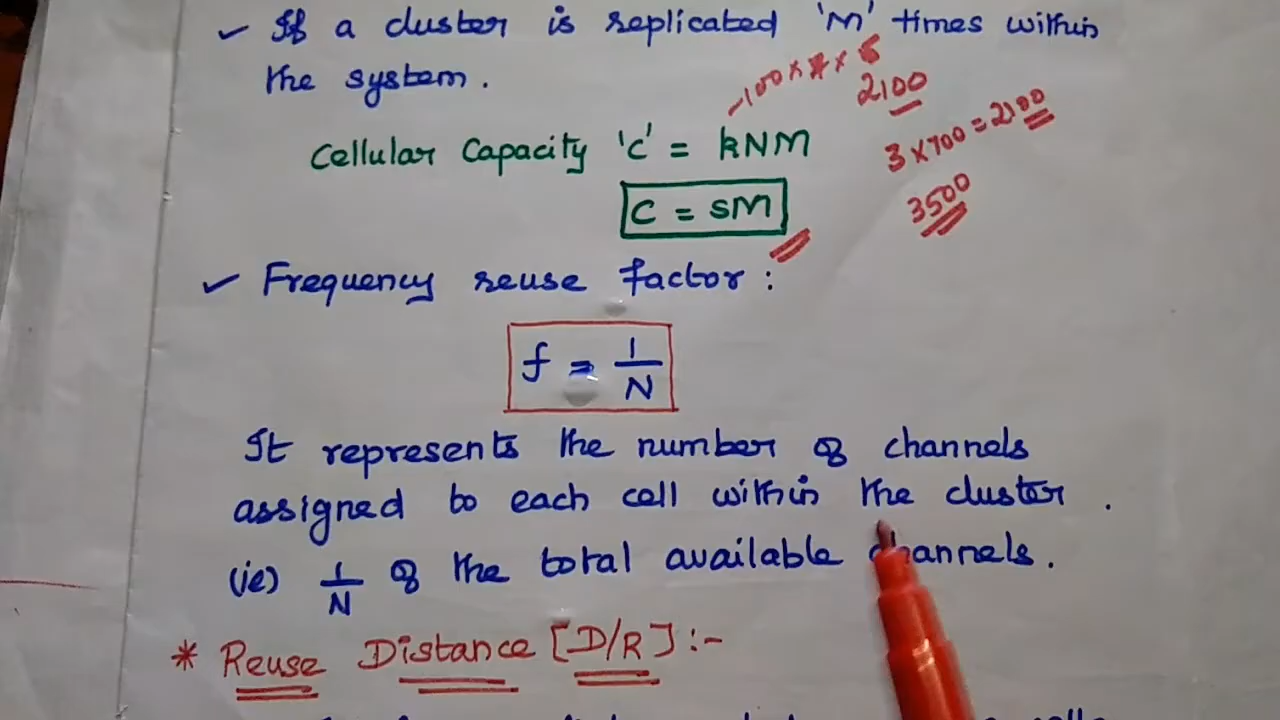 ✓ If a cluster is replicated 'M' times within
the system.
100 × 7 ×
2100
Cellular Capacity 'C' = kNM
3 × 700 = 2100
C = SM
3500
✓ Frequency reuse factor :
f = 1/N
It represents the number of channels
assigned to each cell within the cluster.
(ie) 1/N of the total available channels.
* Reuse Distance [D/R] :-